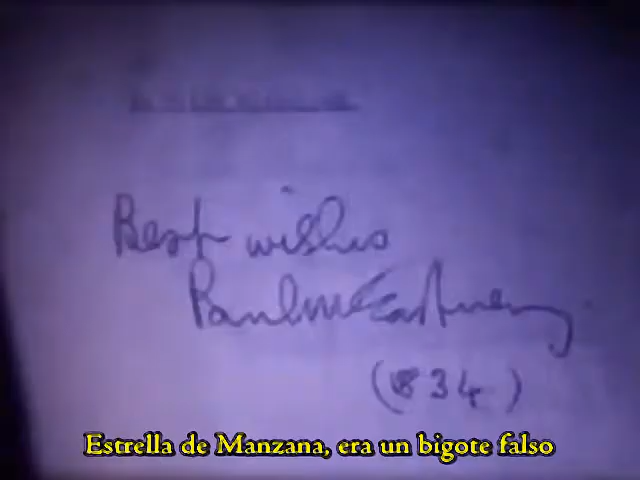 Best wishes
Paul McCartney
(834)
Estrella de Manzana, era un bigote falso